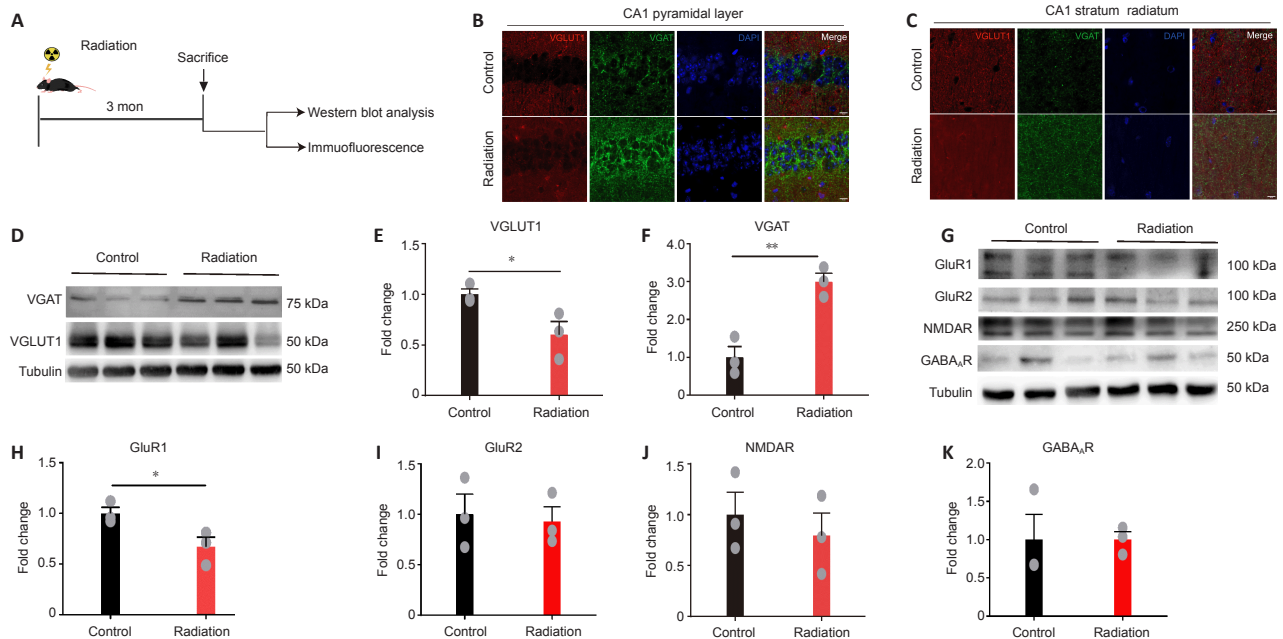 A
Radiation
Sacrifice
3 mon
Western blot analysis
Immuofluorescence
B
CA1 pyramidal layer
VGLUT1 VGAT DAPI Merge
Control
Radiation
C
CA1 stratum radiatum
VGLUT1 VGAT DAPI Merge
Control
Radiation
D
Control Radiation
VGAT 75 kDa
VGLUT1 50 kDa
Tubulin 50 kDa
E
VGLUT1
Fold change
1.5
1.0
0.5
0
*
Control Radiation
F
VGAT
Fold change
4.0
3.0
2.0
1.0
0
**
Control Radiation
G
Control Radiation
GluR1 100 kDa
GluR2 100 kDa
NMDAR 250 kDa
GABAAR 50 kDa
Tubulin 50 kDa
H
GluR1
Fold change
1.5
1.0
0.5
0
*
Control Radiation
I
GluR2
Fold change
1.5
1.0
0.5
0
Control Radiation
J
NMDAR
Fold change
1.5
1.0
0.5
0.0
Control Radiation
K
GABAAR
Fold change
2.0
1.5
1.0
0.5
0
Control Radiation